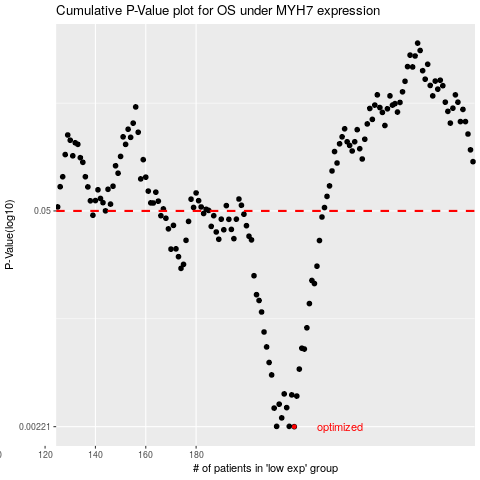 Cumulative P-Value plot for OS under MYH7 expression
P-Value(log10)
0.05
0.00221
optimized
0 120 140 160 180
# of patients in 'low exp' group